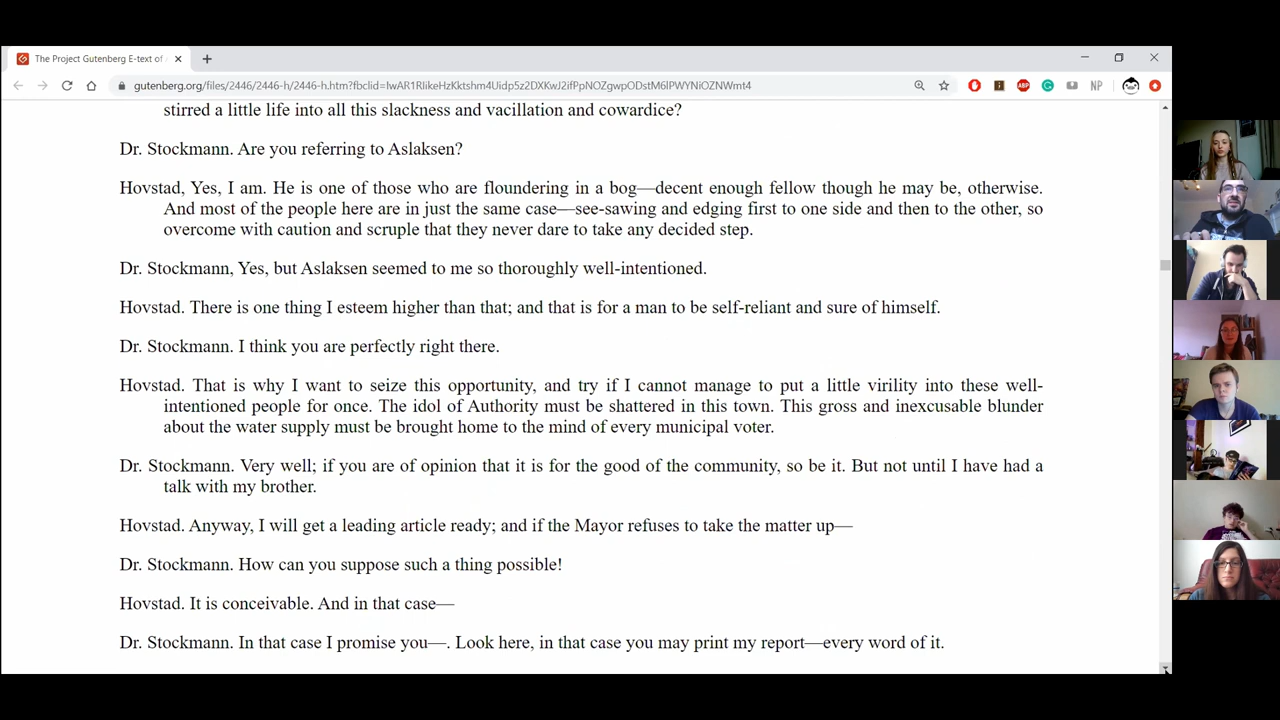 The Project Gutenberg E-text of
gutenberg.org/files/2446/2446-h/2446-h.htm?fbclid=IwAR1RIikeHzKktshm4Uidp5z2DXKwJ2ifPpNOZgwpODstM6lPWYNiOZNWmt4
ABP
NP
stirred a little life into all this slackness and vacillation and cowardice?
Dr. Stockmann. Are you referring to Aslaksen?
Hovstad, Yes, I am. He is one of those who are floundering in a bog—decent enough fellow though he may be, otherwise.
And most of the people here are in just the same case—see-sawing and edging first to one side and then to the other, so
overcome with caution and scruple that they never dare to take any decided step.
Dr. Stockmann, Yes, but Aslaksen seemed to me so thoroughly well-intentioned.
Hovstad. There is one thing I esteem higher than that; and that is for a man to be self-reliant and sure of himself.
Dr. Stockmann. I think you are perfectly right there.
Hovstad. That is why I want to seize this opportunity, and try if I cannot manage to put a little virility into these well-
intentioned people for once. The idol of Authority must be shattered in this town. This gross and inexcusable blunder
about the water supply must be brought home to the mind of every municipal voter.
Dr. Stockmann. Very well; if you are of opinion that it is for the good of the community, so be it. But not until I have had a
talk with my brother.
Hovstad. Anyway, I will get a leading article ready; and if the Mayor refuses to take the matter up—
Dr. Stockmann. How can you suppose such a thing possible!
Hovstad. It is conceivable. And in that case—
Dr. Stockmann. In that case I promise you—. Look here, in that case you may print my report—every word of it.